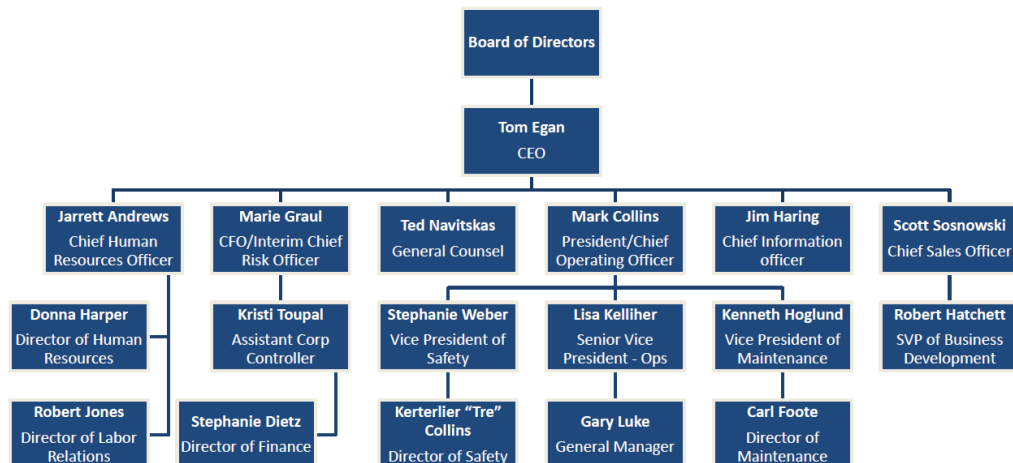 Board of Directors
Tom Egan
CEO
Jarrett Andrews
Chief Human
Resources Officer
Marie Graul
CFO/Interim Chief
Risk Officer
Ted Navitskas
General Counsel
Mark Collins
President/Chief
Operating Officer
Jim Haring
Chief Information
officer
Scott Sosnowski
Chief Sales Officer
Donna Harper
Director of Human
Resources
Kristi Toupal
Assistant Corp
Controller
Stephanie Weber
Vice President of
Safety
Lisa Kelliher
Senior Vice
President - Ops
Kenneth Hoglund
Vice President of
Maintenance
Robert Hatchett
SVP of Business
Development
Robert Jones
Director of Labor
Relations
Stephanie Dietz
Director of Finance
Kerterlier “Tre”
Collins
Director of Safety
Gary Luke
General Manager
Carl Foote
Director of
Maintenance